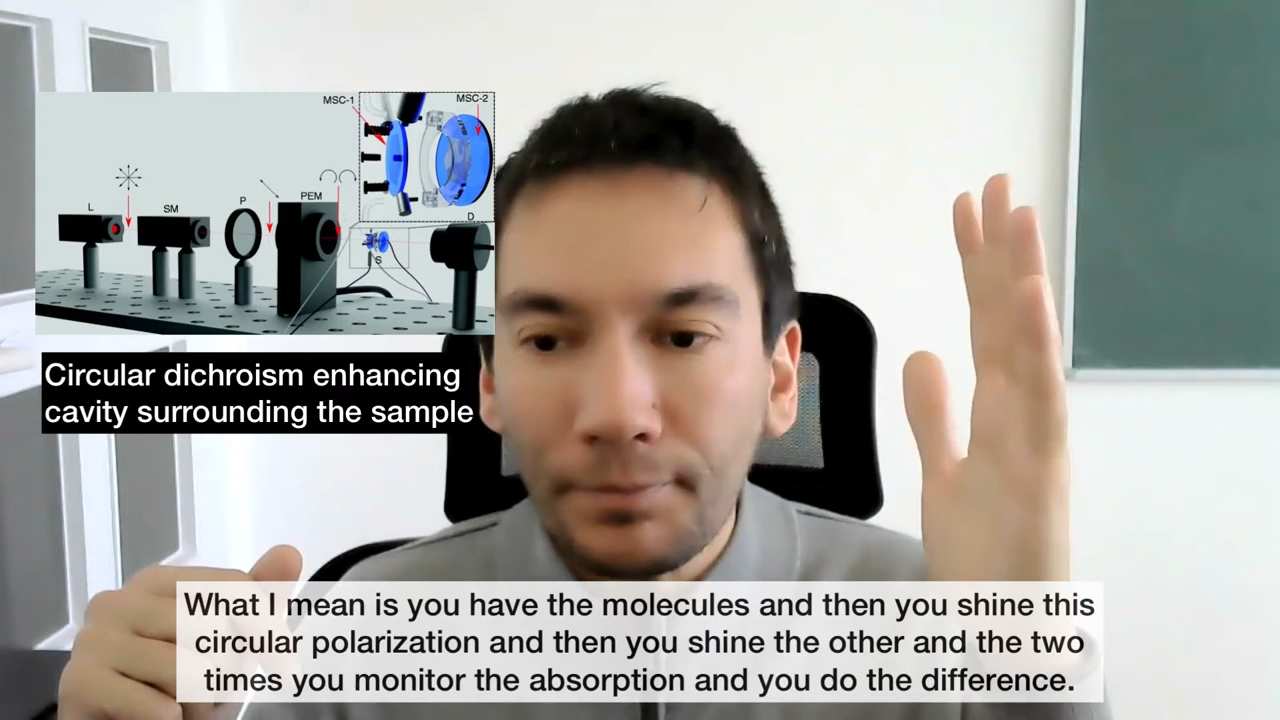 MSC-1
MSC-2
L
SM
P
PEM
S
D
Circular dichroism enhancing
cavity surrounding the sample
What I mean is you have the molecules and then you shine this
circular polarization and then you shine the other and the two
times you monitor the absorption and you do the difference.